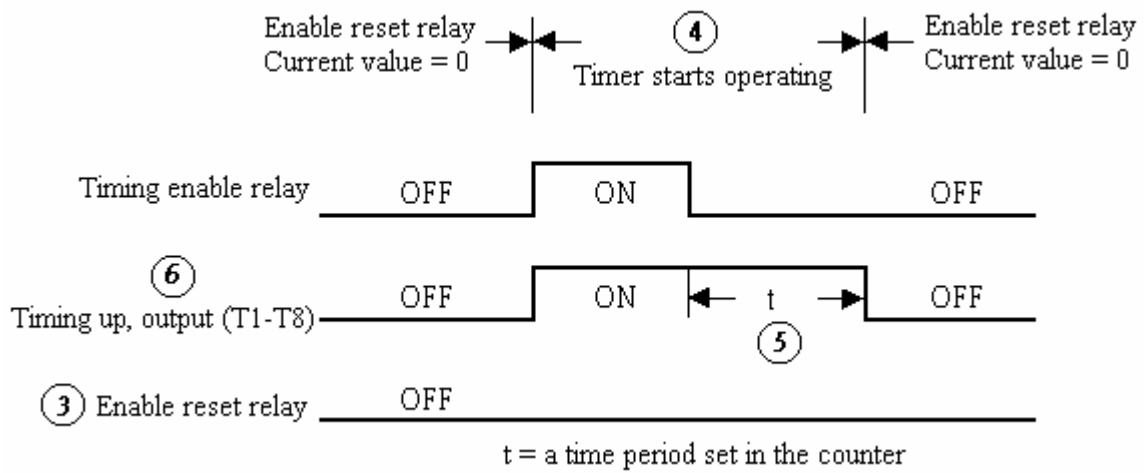 Enable reset relay
Current value = 0
4
Timer starts operating
Enable reset relay
Current value = 0
Timing enable relay
OFF
ON
OFF
6
Timing up, output (T1-T8)
OFF
ON
t
OFF
5
3 Enable reset relay
OFF
t = a time period set in the counter